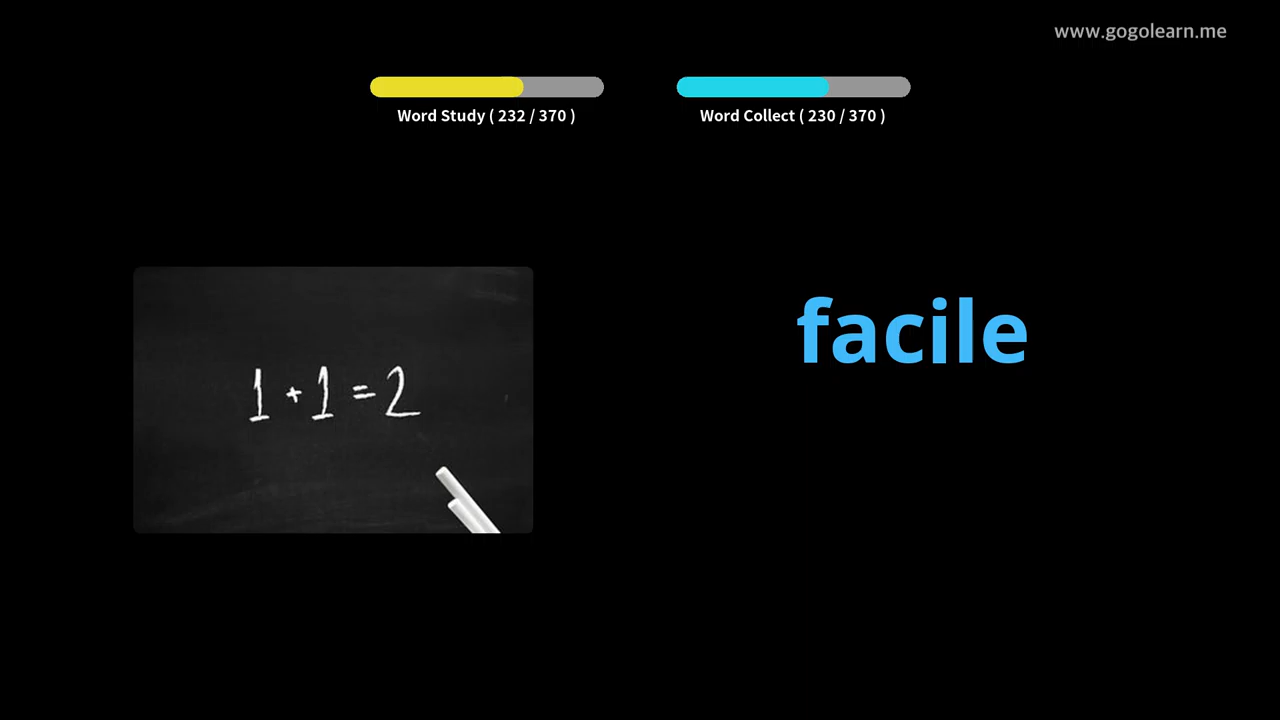 www.gogolearn.me
Word Study ( 232 / 370 )
Word Collect ( 230 / 370 )
facile
1 + 1 = 2